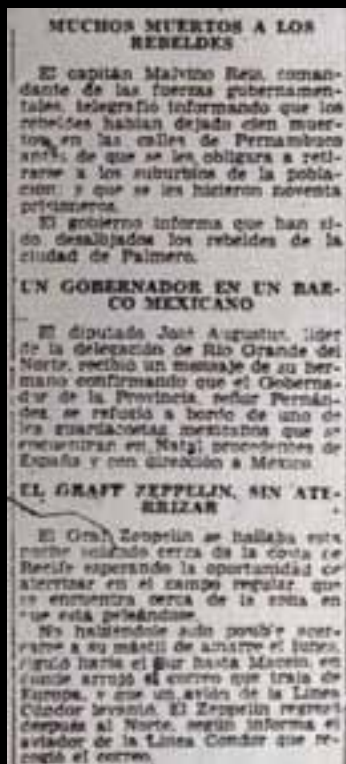 MUCHOS MUERTOS A LOS
REBELDES
El capitán Malvino Reis, coman-
dante de las fuerzas gubernamen-
tales, telegrafió informando que los
rebeldes habían dejado cien muer-
tos en las calles de Pernambuco
antes de que se les obligara a reti-
rarse a los suburbios de la pobla-
ción; y que se les hicieron noventa
prisioneros.
El gobierno informa que han si-
do desalojados los rebeldes de la
ciudad de Palmero.
UN GOBERNADOR EN UN BAR-
CO MEXICANO
El diputado José Augustus, líder
de la delegación de Río Grande del
Norte, recibió un mensaje de su her-
mano confirmando que el Goberna-
dor de la Provincia, señor Fernán-
dez, se refugió a bordo de uno de
los guardacostas mexicanos que se
encuentran en Natal procedentes de
España y con dirección a México.
EL GRAFT ZEPPELIN, SIN ATE-
RRIZAR
El Graf Zeppelin se hallaba esta
noche volando cerca de la costa de
Recife esperando la oportunidad de
aterrizar en el campo regular, que
se encuentra cerca de la zona en
que está peleándose.
No habiéndole sido posible acer-
carse a su mástil de amarre el lunes,
siguió hacia el Sur hasta Maceio, en
donde arrojó el correo que traía de
Europa, y que un avión de la Línea
Cóndor levantó. El Zeppelin regresó
después al Norte, según informa el
aviador de la Línea Condor que re-
cogió el correo.